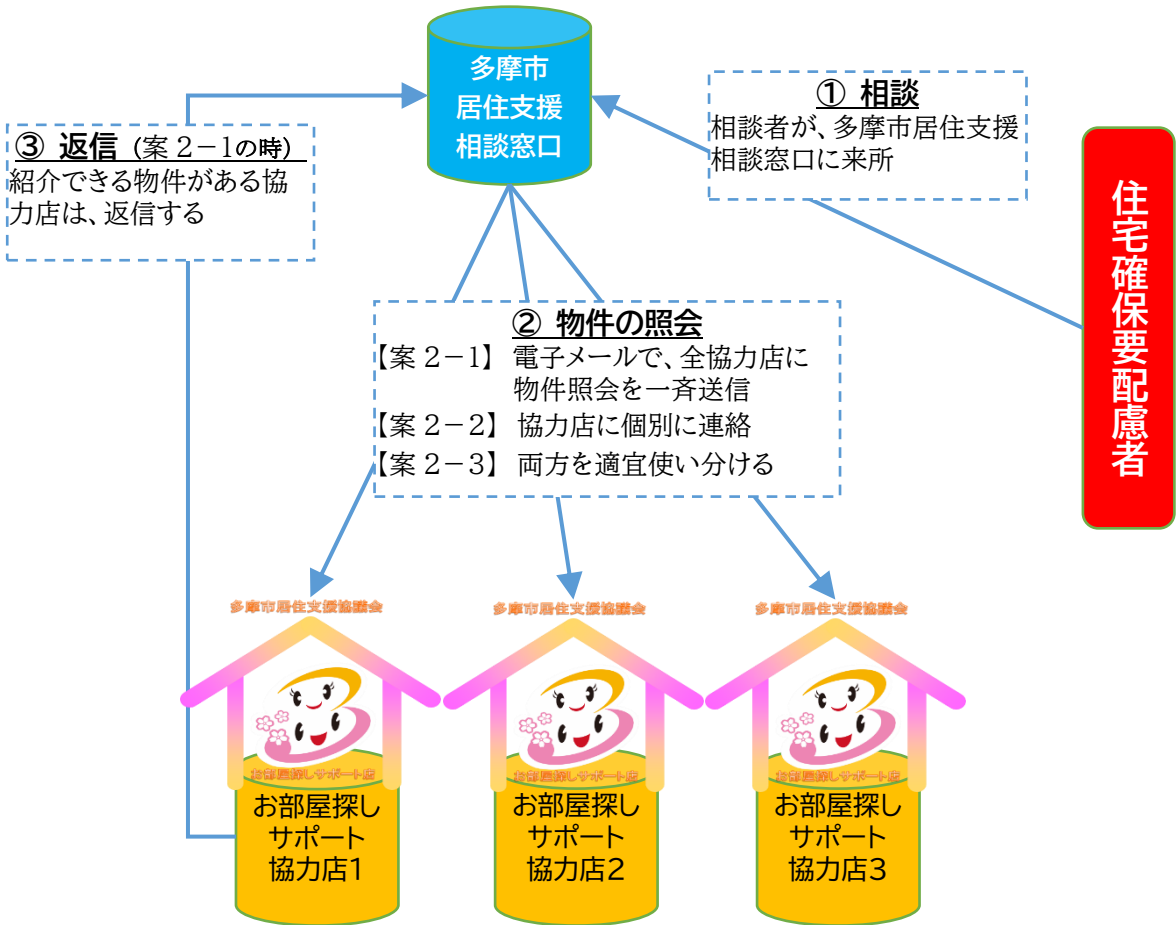 多摩市
居住支援
相談窓口
① 相談
相談者が、多摩市居住支援
相談窓口に来所
③ 返信（案２－１の時）
紹介できる物件がある協
力店は、返信する
住宅確保要配慮者
② 物件の照会
【案２－１】 電子メールで、全協力店に
物件照会を一斉送信
【案２－２】 協力店に個別に連絡
【案２－３】 両方を適宜使い分ける
多摩市居住支援協議会
多摩市居住支援協議会
多摩市居住支援協議会
お部屋探しサポート店
お部屋探しサポート店
お部屋探しサポート店
お部屋探し
サポート
協力店1
お部屋探し
サポート
協力店2
お部屋探し
サポート
協力店3